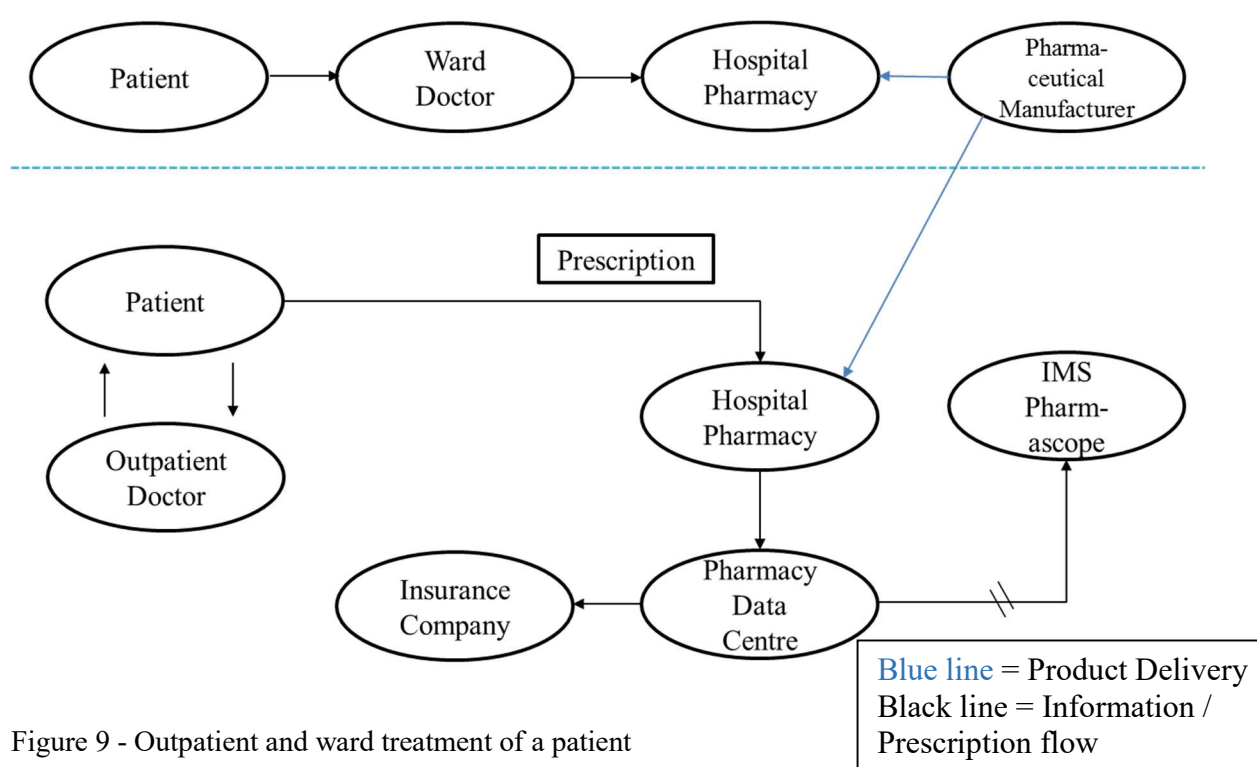 Patient
Ward
Doctor
Hospital
Pharmacy
Pharma-
ceutical
Manufacturer
Prescription
Patient
Outpatient
Doctor
Hospital
Pharmacy
IMS
Pharm-
ascope
Insurance
Company
Pharmacy
Data
Centre
Blue line = Product Delivery
Black line = Information /
Prescription flow
Figure 9 - Outpatient and ward treatment of a patient